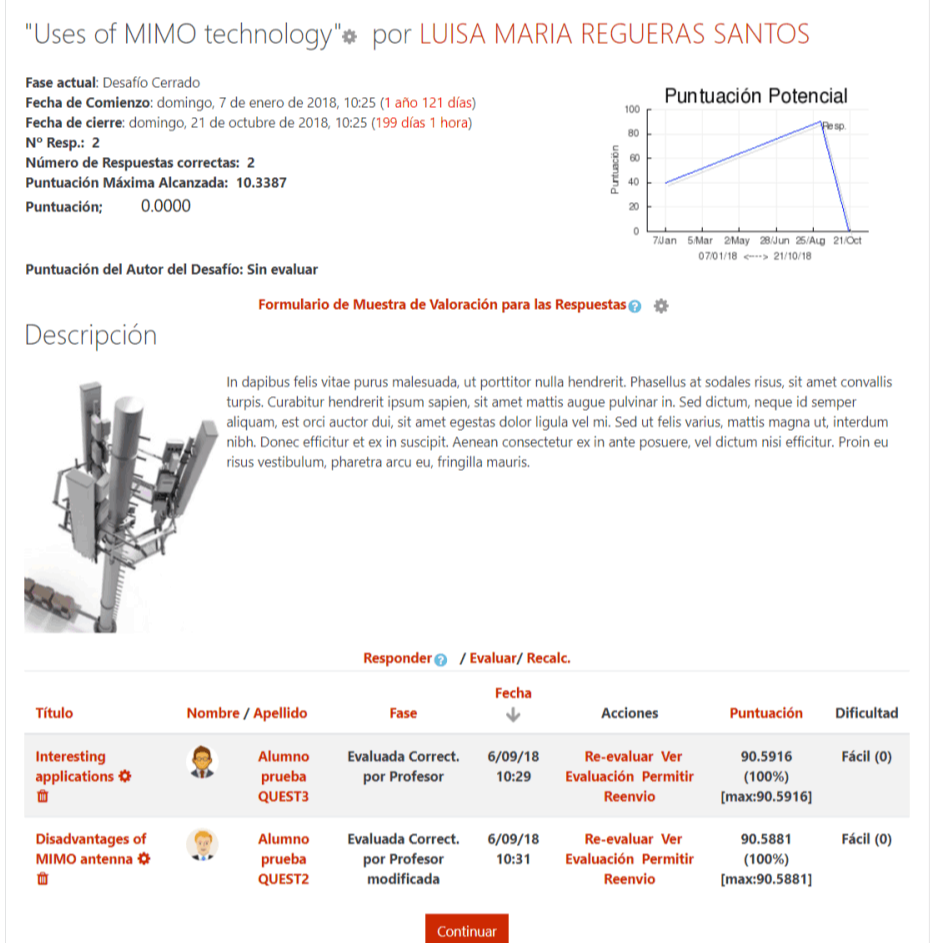 "Uses of MIMO technology" por LUISA MARIA REGUERAS SANTOS
Fase actual: Desafío Cerrado
Fecha de Comienzo: domingo, 7 de enero de 2018, 10:25 (1 año 121 días)
Fecha de cierre: domingo, 21 de octubre de 2018, 10:25 (199 días 1 hora)
Nº Resp.: 2
Número de Respuestas correctas: 2
Puntuación Máxima Alcanzada: 10.3387
Puntuación; 0.0000
Puntuación del Autor del Desafío: Sin evaluar
Puntuación Potencial
Puntuación
100
80
60
40
20
0
Resp.
7/Jan 5/Mar 2/May 28/Jun 25/Aug 21/Oct
07/01/18 <----> 21/10/18
Formulario de Muestra de Valoración para las Respuestas ?
Descripción
In dapibus felis vitae purus malesuada, ut porttitor nulla hendrerit. Phasellus at sodales risus, sit amet convallis
turpis. Curabitur hendrerit ipsum sapien, sit amet mattis augue pulvinar in. Sed dictum, neque id semper
aliquam, est orci auctor dui, sit amet egestas dolor ligula vel mi. Sed ut felis varius, mattis magna ut, interdum
nibh. Donec efficitur et ex in suscipit. Aenean consectetur ex in ante posuere, vel dictum nisi efficitur. Proin eu
risus vestibulum, pharetra arcu eu, fringilla mauris.
Responder ? / Evaluar/ Recalc.
Título Nombre / Apellido Fase Fecha Acciones Puntuación Dificultad
Interesting Alumno Evaluada Correct. 6/09/18 Re-evaluar Ver 90.5916 Fácil (0)
applications prueba por Profesor 10:29 Evaluación Permitir (100%)
QUEST3 Reenvio [max:90.5916]
Disadvantages of Alumno Evaluada Correct. 6/09/18 Re-evaluar Ver 90.5881 Fácil (0)
MIMO antenna prueba por Profesor 10:31 Evaluación Permitir (100%)
QUEST2 modificada Reenvio [max:90.5881]
Continuar